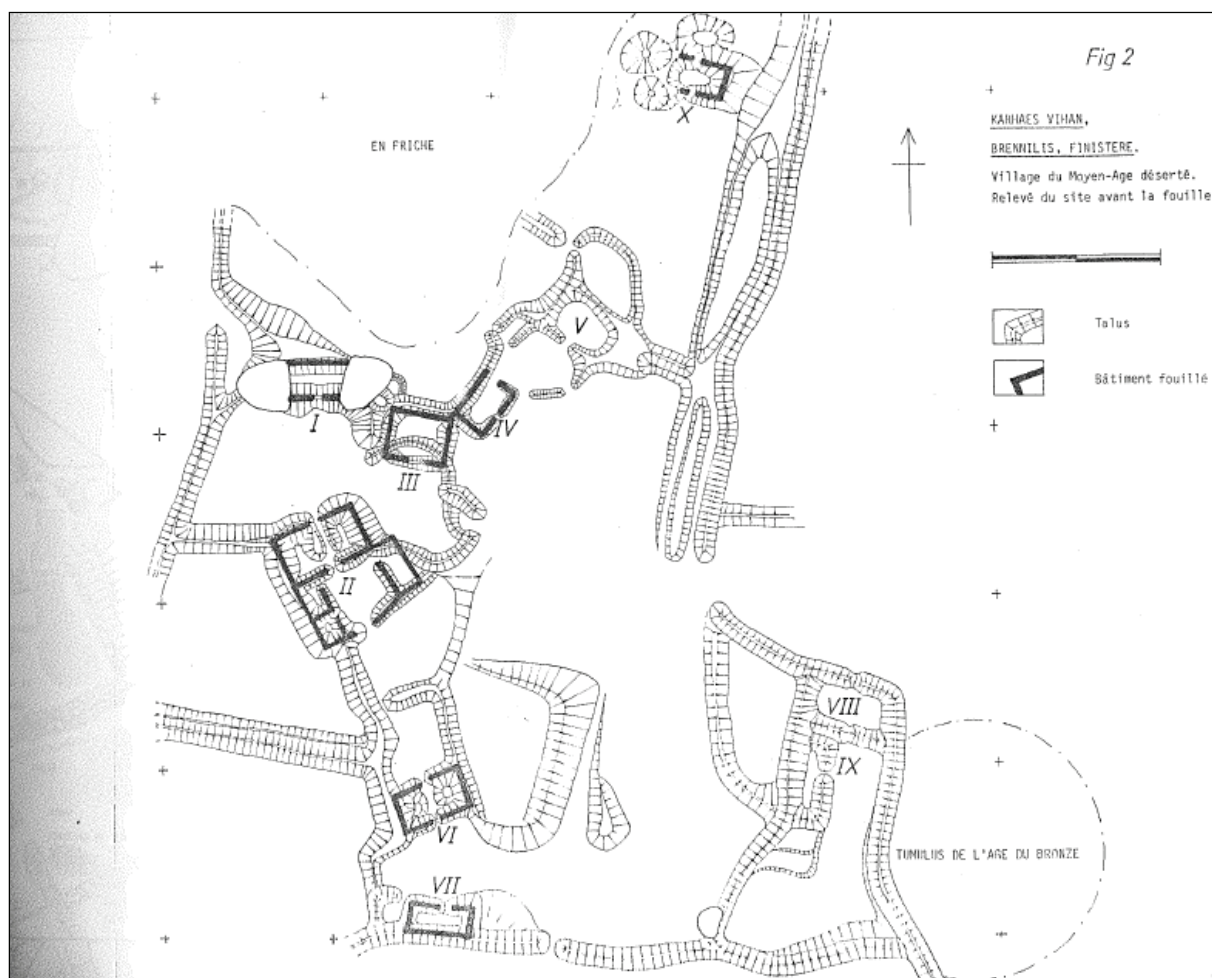 Fig 2
KARHAES VIHAN,
BRENNILIS, FINISTERE.
Village du Moyen-Age déserté.
Relevé du site avant la fouille
Talus
Bâtiment fouillé
EN FRICHE
X
V
I
IV
III
II
VIII
IX
VI
TUMULUS DE L'AGE DU BRONZE
VII